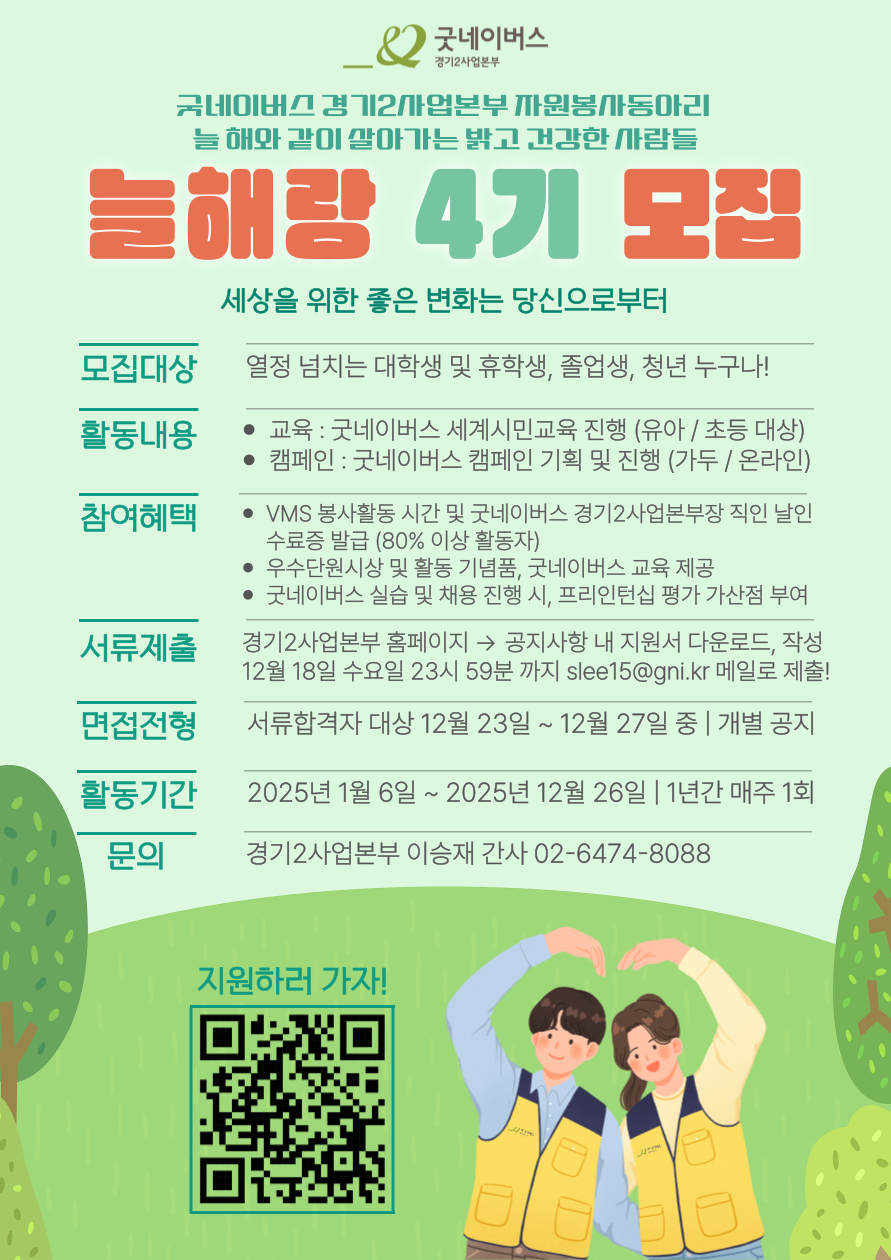 굿네이버스
경기2사업본부
굿네이버스 경기2사업본부 자원봉사동아리
늘 해와 같이 살아가는 밝고 건강한 사람들
늘해랑 4기 모집
세상을 위한 좋은 변화는 당신으로부터
모집대상
열정 넘치는 대학생 및 휴학생, 졸업생, 청년 누구나!
활동내용
• 교육 : 굿네이버스 세계시민교육 진행 (유아 / 초등 대상)
• 캠페인 : 굿네이버스 캠페인 기획 및 진행 (가두 / 온라인)
참여혜택
• VMS 봉사활동 시간 및 굿네이버스 경기2사업본부장 직인 날인
수료증 발급 (80% 이상 활동자)
• 우수단원시상 및 활동 기념품, 굿네이버스 교육 제공
• 굿네이버스 실습 및 채용 진행 시, 프리인턴십 평가 가산점 부여
서류제출
경기2사업본부 홈페이지 → 공지사항 내 지원서 다운로드, 작성
12월 18일 수요일 23시 59분 까지 slee15@gni.kr 메일로 제출!
면접전형
서류합격자 대상 12월 23일 ~ 12월 27일 중 | 개별 공지
활동기간
2025년 1월 6일 ~ 2025년 12월 26일 | 1년간 매주 1회
문의
경기2사업본부 이승재 간사 02-6474-8088
지원하러 가자!